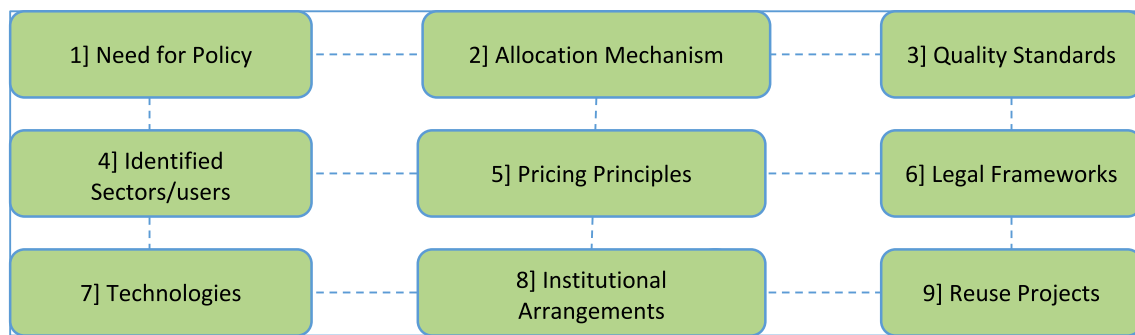 1] Need for Policy
2] Allocation Mechanism
3] Quality Standards
4] Identified
Sectors/users
5] Pricing Principles
6] Legal Frameworks
7] Technologies
8] Institutional
Arrangements
9] Reuse Projects